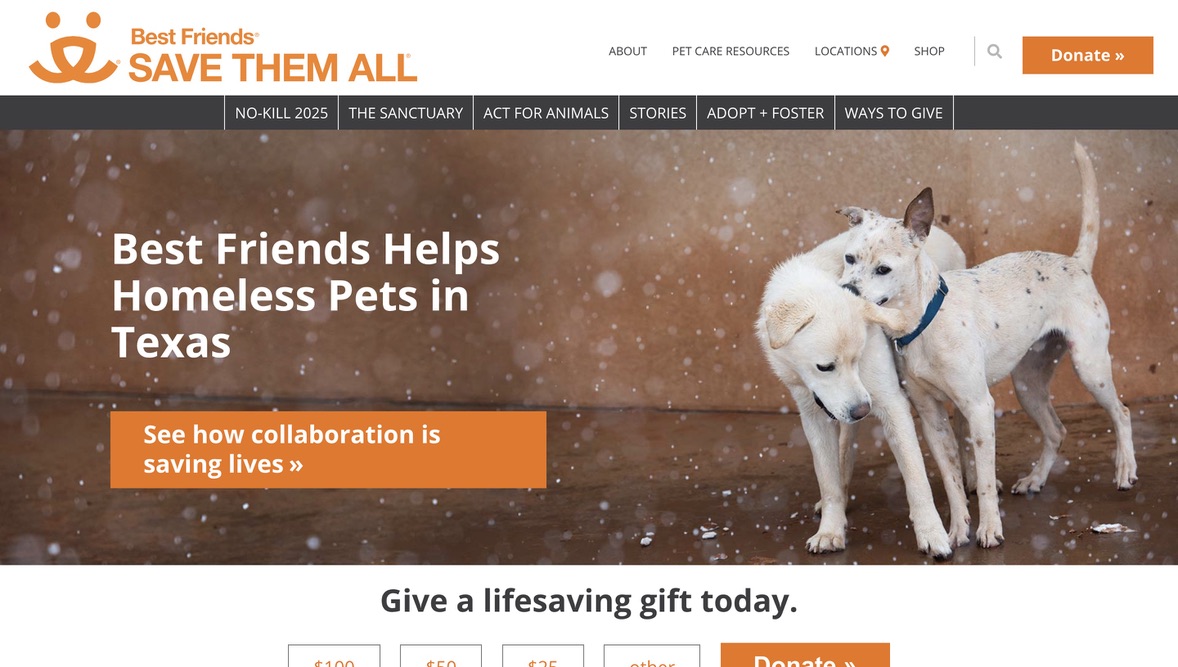 Best Friends®
SAVE THEM ALL®
ABOUT PET CARE RESOURCES LOCATIONS SHOP
Donate »
NO-KILL 2025 THE SANCTUARY ACT FOR ANIMALS STORIES ADOPT + FOSTER WAYS TO GIVE
Best Friends Helps
Homeless Pets in
Texas
See how collaboration is
saving lives »
Give a lifesaving gift today.
$100 $50 $25 other Donate »